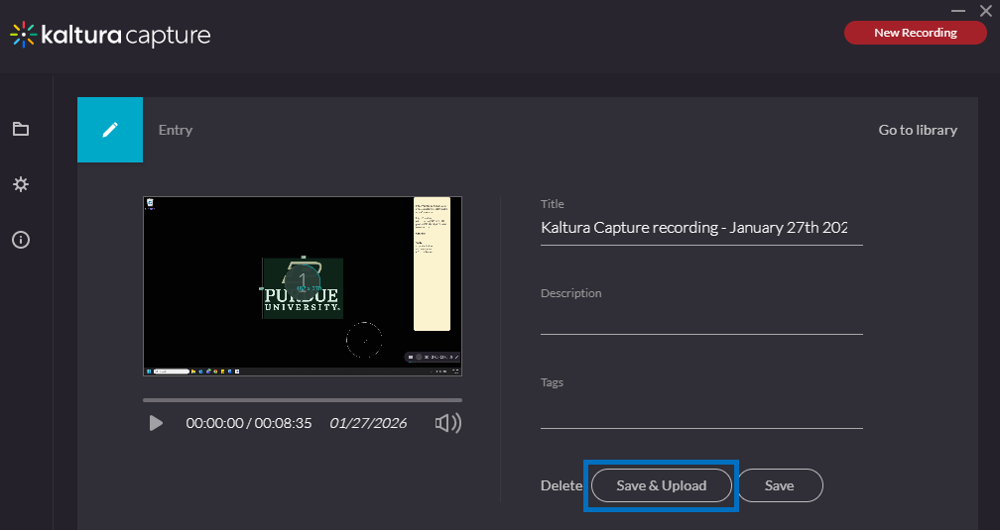 kaltura capture
New Recording
Entry
Go to library
1
PURDUE
UNIVERSITY
Title
Kaltura Capture recording - January 27th 202
Description
Tags
00:00:00 / 00:08:35
01/27/2026
Delete
Save & Upload
Save